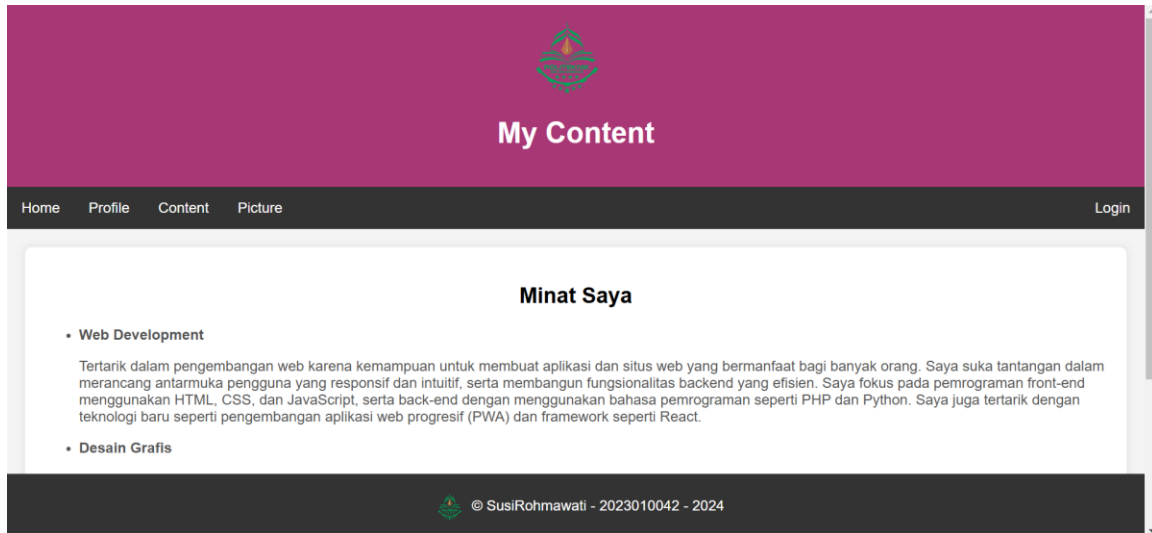 My Content
Home Profile Content Picture Login
Minat Saya
• Web Development
Tertarik dalam pengembangan web karena kemampuan untuk membuat aplikasi dan situs web yang bermanfaat bagi banyak orang. Saya suka tantangan dalam
merancang antarmuka pengguna yang responsif dan intuitif, serta membangun fungsionalitas backend yang efisien. Saya fokus pada pemrograman front-end
menggunakan HTML, CSS, dan JavaScript, serta back-end dengan menggunakan bahasa pemrograman seperti PHP dan Python. Saya juga tertarik dengan
teknologi baru seperti pengembangan aplikasi web progresif (PWA) dan framework seperti React.
• Desain Grafis
© SusiRohmawati - 2023010042 - 2024